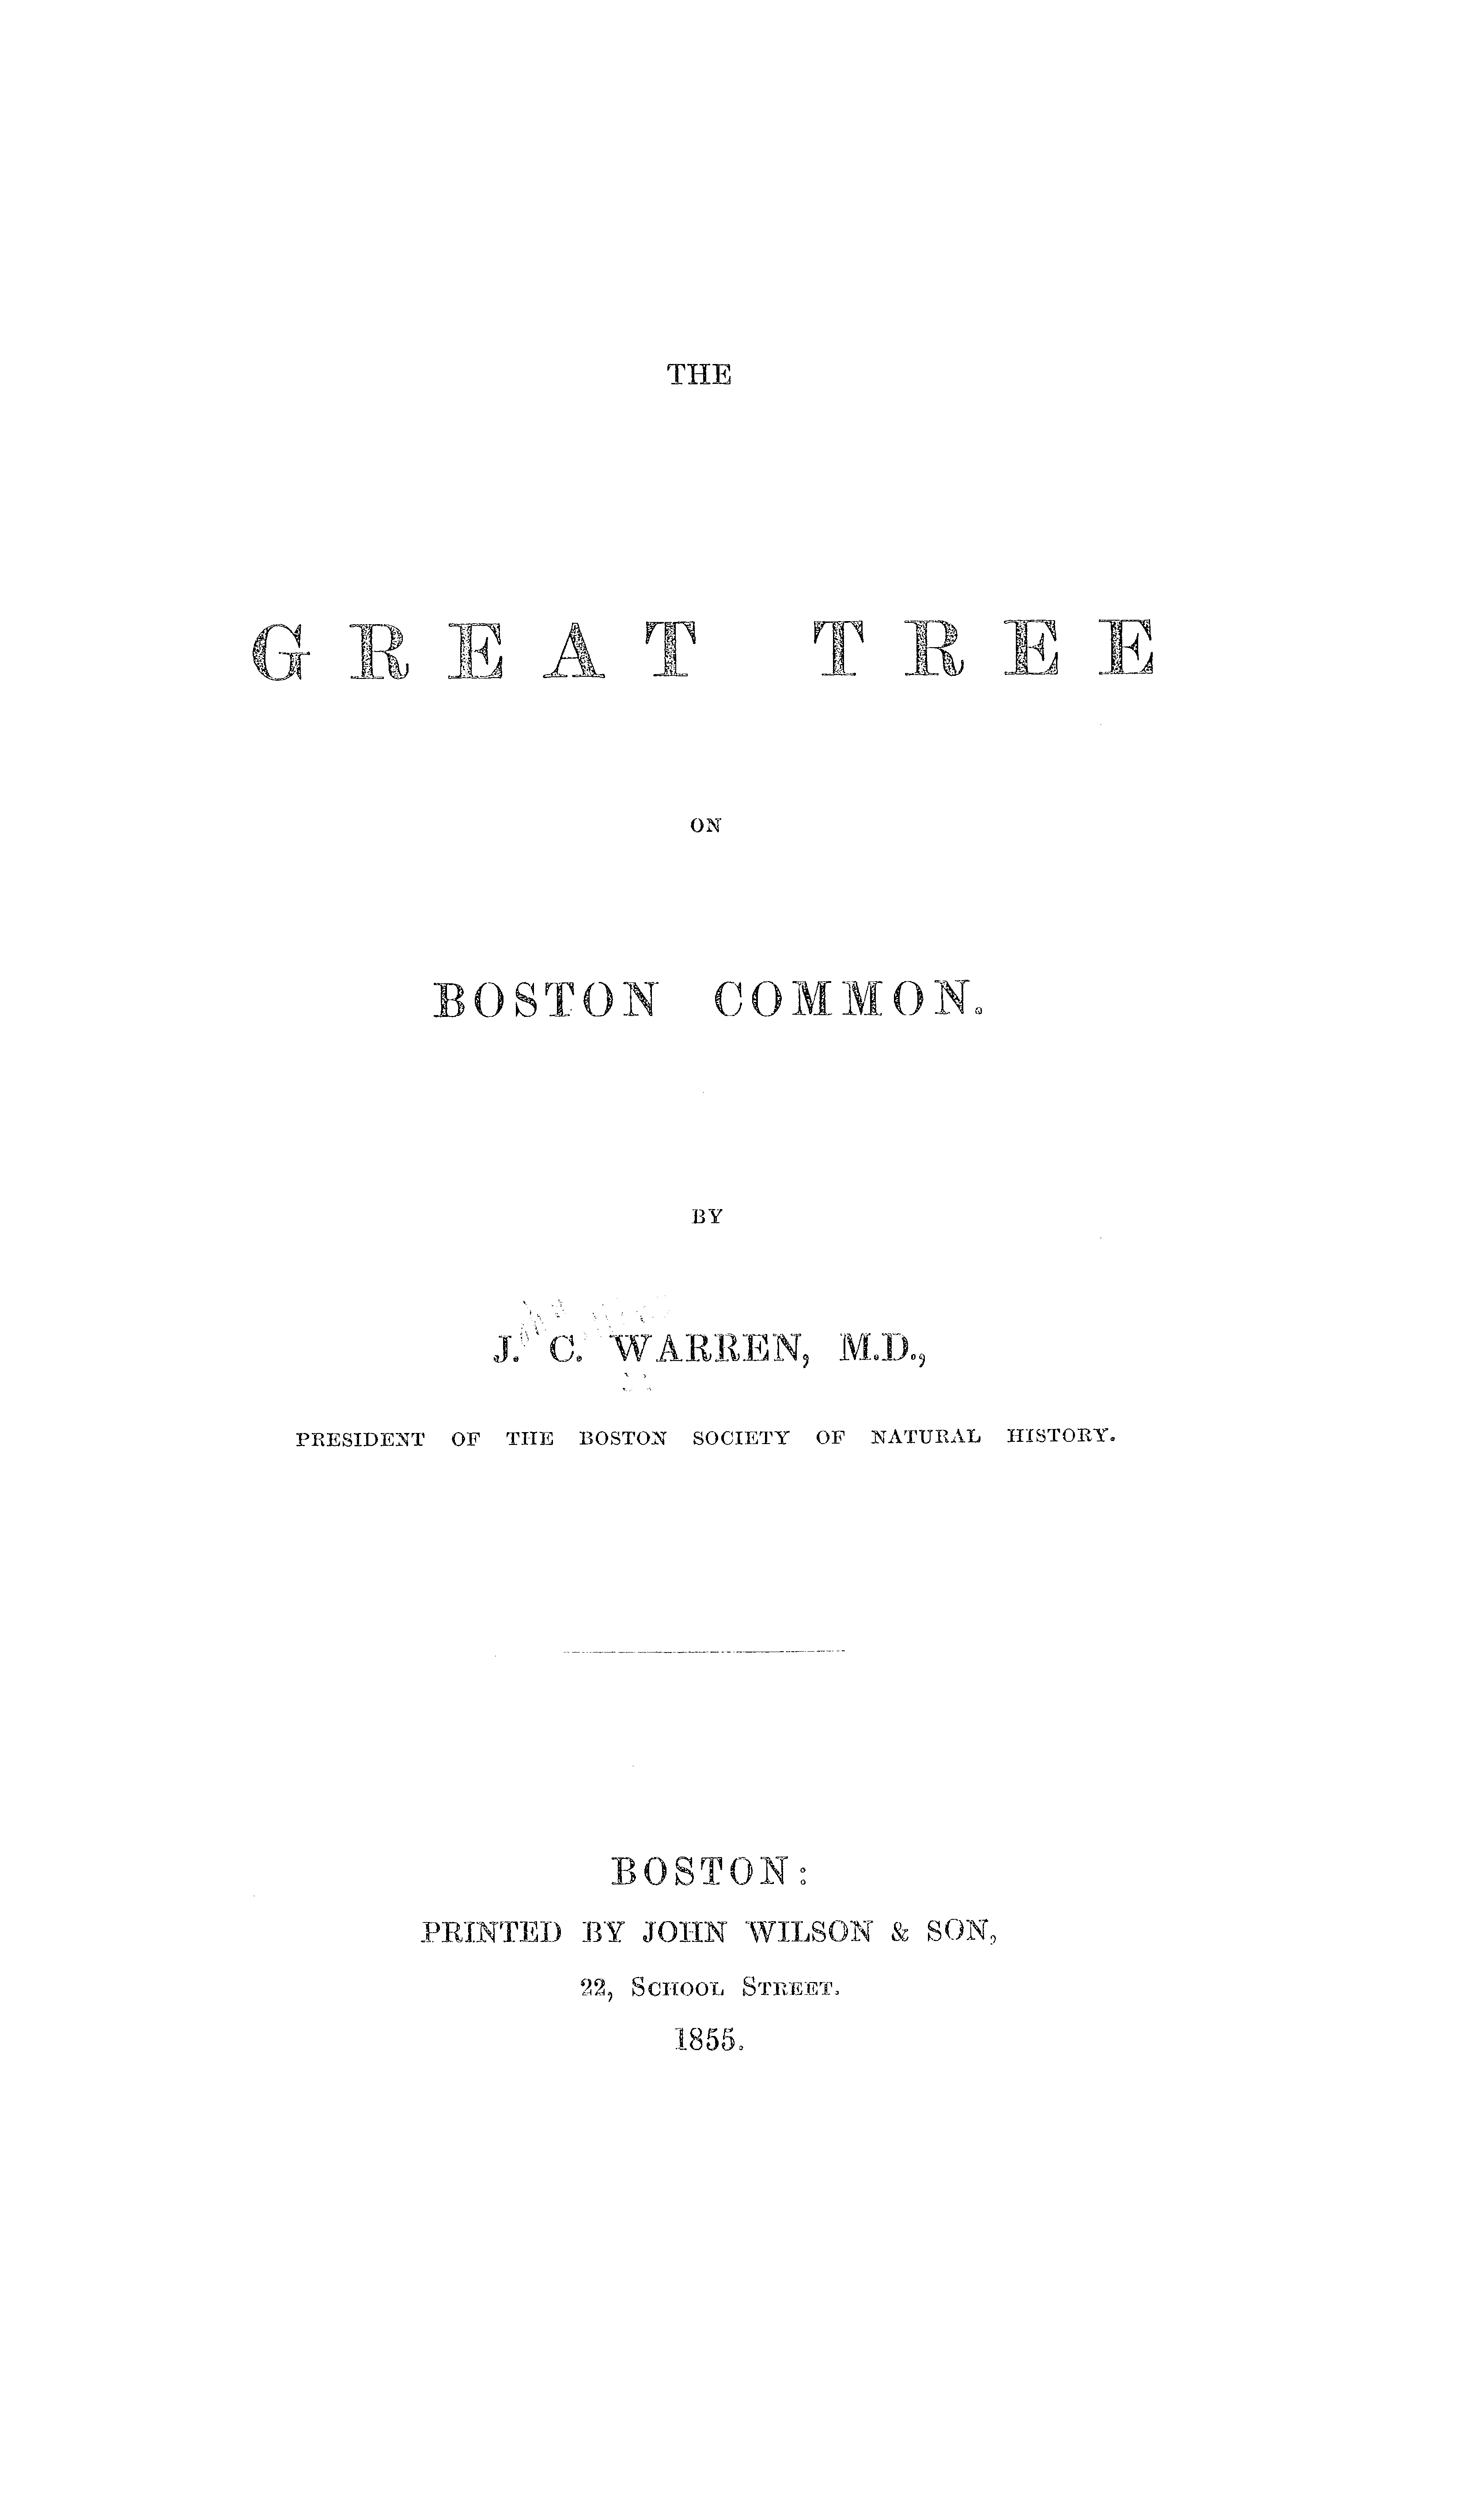 THE
GREAT TREE
ON
BOSTON COMMON.
BY
J. C. WARREN, M.D.,
PRESIDENT OF THE BOSTON SOCIETY OF NATURAL HISTORY.
BOSTON:
PRINTED BY JOHN WILSON & SON,
22, SCHOOL STREET.
1855.